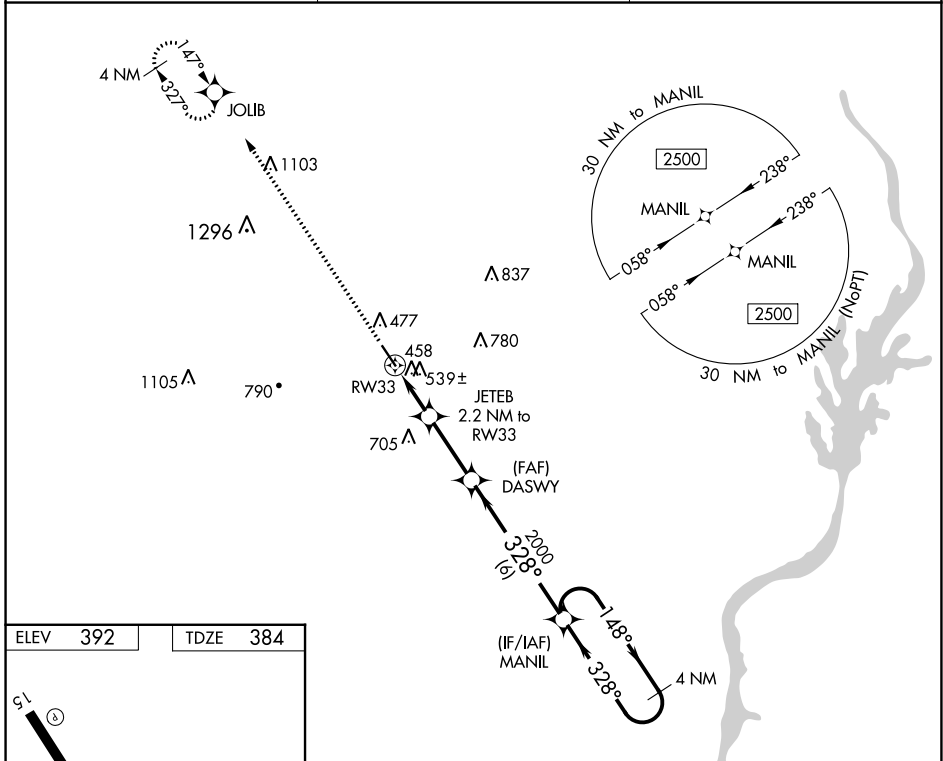 147°
4 NM
327°
JOLIB
1103
1296
30 NM to MANIL
2500
238°
MANIL
058°
238°
MANIL
058°
2500
30 NM to MANIL (NoPT)
837
477
780
458
539±
RW33
1105
790
JETEB
2.2 NM to
RW33
705
(FAF)
DASWY
2000
328°
(6)
(IF/IAF)
MANIL
148°
328°
4 NM
ELEV 392
TDZE 384
15
P